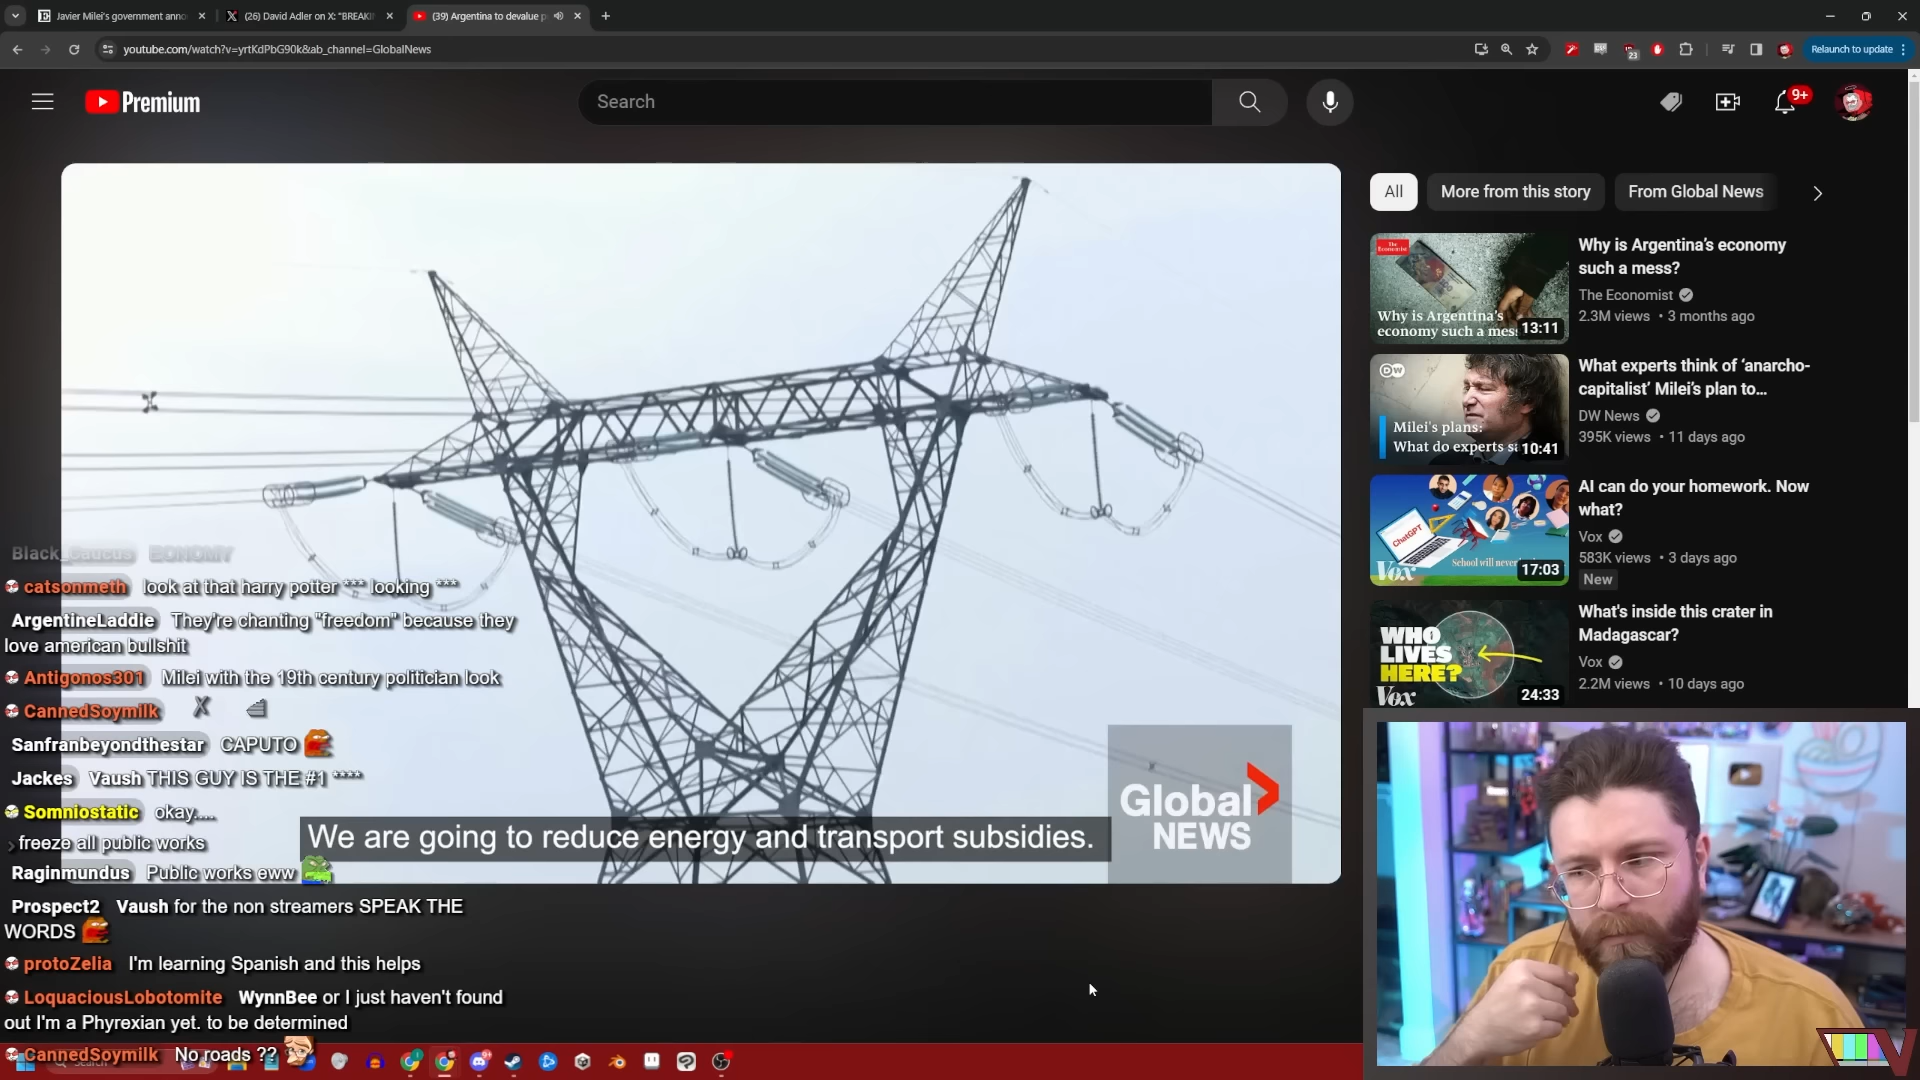 Javier Milei's government anno
(26) David Adler on X: "BREAKI
(39) Argentina to devalue p
youtube.com/watch?v=yrtKdPbG90k&ab_channel=GlobalNews
23
Relaunch to update
Premium
Search
9+
All
More from this story
From Global News
Why is Argentina's economy such a mess?
13:11
Why is Argentina's economy
such a mess?
The Economist
2.3M views • 3 months ago
Milei's plans:
10:41
What experts think of 'anarcho-
capitalist' Milei's plan to...
DW News
395K views • 11 days ago
ChatGPT
School will never
Vox
17:03
AI can do your homework. Now
what?
Vox
583K views • 3 days ago
New
WHO
LIVES
HERE?
Vox
24:33
What's inside this crater in
Madagascar?
Vox
2.2M views • 10 days ago
Black_Caucus EONOMY
catsonmeth look at that harry potter *** looking ***
ArgentineLaddie They're chanting "freedom" because they
love american bullshit
Antigonos301 Milei with the 19th century politician look
CannedSoymilk
Sanfranbeyondthestar CAPUTO
Jackes Vaush THIS GUY IS THE #1 ****
Somniostatic okay....
> freeze all public works
Raginmundus Public works eww
Prospect2 Vaush for the non streamers SPEAK THE
WORDS
protoZelia I'm learning Spanish and this helps
LoquaciousLobotomite WynnBee or I just haven't found
out I'm a Phyrexian yet. to be determined
CannedSoymilk No roads ??
We are going to reduce energy and transport subsidies.
Global
NEWS
Search